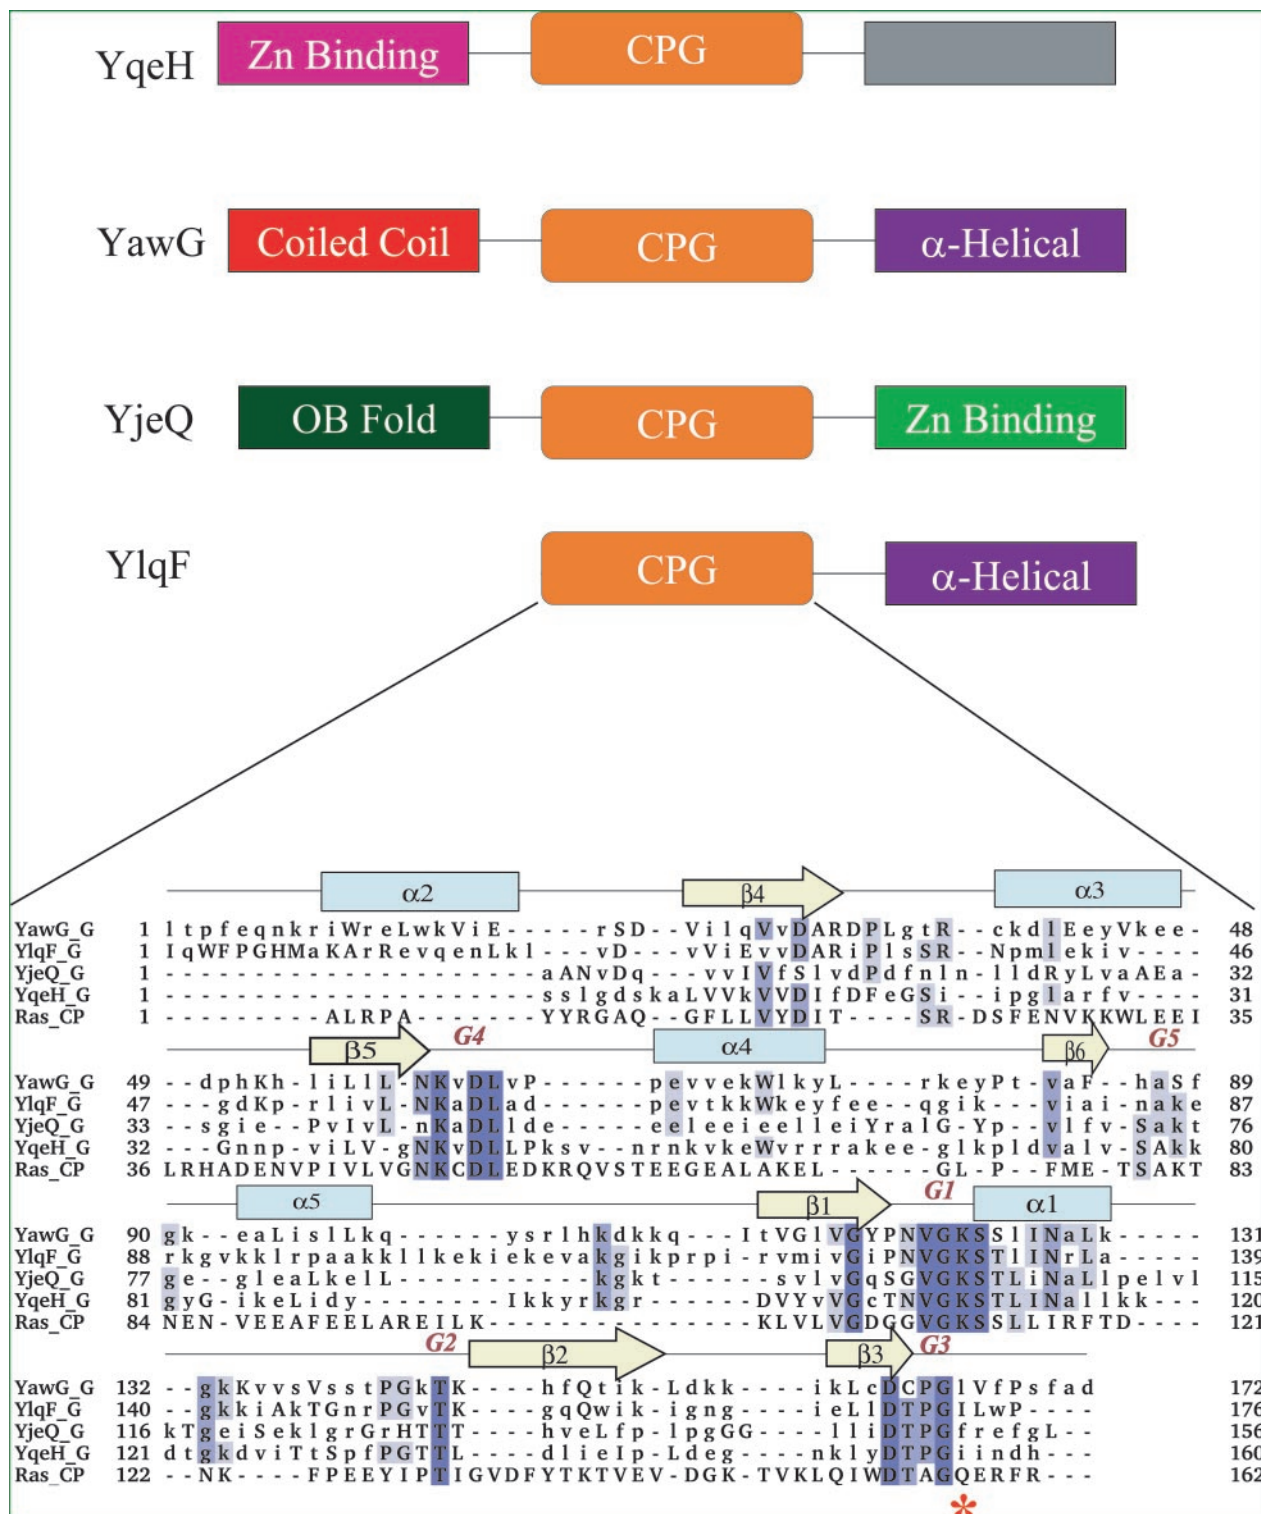 YqeH Zn Binding CPG
YawG Coiled Coil CPG α-Helical
YjeQ OB Fold CPG Zn Binding
YlqF CPG α-Helical
α2 β4 α3
YawG_G 1 ltpfeqnkriWreLwkViE-----rSD--VilqVvDARDPLgtR--ckdlEeyVkee- 48
YlqF_G 1 IqWFPGHMaKArRevqenLkl----vD---vViEvvDARiPlsSR--Npmlekiv---- 46
YjeQ_G 1 ---------------------aANvDq---vvIVfSlvdPdfnln-lldRyLvaAEa- 32
YqeH_G 1 ---------------------sslgdskaLVVkVVDIfDFeGSi--ipglarfv---- 31
Ras_CP 1 ---------ALRPA-------YYRGAQ--GFLLVYDIT----SR-DSFENVKKWLEEI 35
β5 G4 α4 β6 G5
YawG_G 49 --dphKh-liLlL-NKvDLvP------pevvekWlkyL---rkeyPt-vaF--haSf 89
YlqF_G 47 ---gdKp-rlivL-NKaDLad------pevtkkWkeyfee--qgik--viai-nake 87
YjeQ_G 33 --sgie-PvIvL-nKaDLlde------eeleeieelleiYralG-Yp--vlfv-Sakt 76
YqeH_G 32 ---Gnnp-viLV-gNKvDLLPksv---nrnkvkeWvrrrakee-glkpldvalv-SAkk 80
Ras_CP 36 LRHADENVPIVLVGNKCDLEDKRQVSTEEGEALAKEL-----GL-P--FME-TSAKT 83
α5 β1 G1 α1
YawG_G 90 gk--eaLislLkq-------ysrlhkdkkq---ItVGlVGYPNVGKSSlINaLk----- 131
YlqF_G 88 rkgvkklrpaakkllkekiekevakgikprpi-rvmivGiPNVGKSTlINrLa----- 139
YjeQ_G 77 ge--gleaLkeLL----------kgkt-------svlvGqSGVGKSTLiNaLlpelvl 115
YqeH_G 81 gyG-ikeLidy---------Ikkyrkgr------DVYvVGcTNVGKSTLINallkk---- 120
Ras_CP 84 NEN-VEEAFEELAREILK---------------KLVLVGDGGVGKSSLLIRFTD---- 121
G2 β2 β3 G3
YawG_G 132 --gkKvvsVsstPGkTK----hfQtik-Ldkk----ikLcDCPGlVfPsfad 172
YlqF_G 140 --gkkiAkTGnrPGvTK----gqQwik-igng----ieLlDTPGILwP---- 176
YjeQ_G 116 kTgeiSeklgrGrHTTT----hveLfp-lpgGG---lliDTPGfrefgL-- 156
YqeH_G 121 dtgkdviTtSpfPGTTL----dlieIp-Ldeg----nklyDTPGiindh--- 160
Ras_CP 122 --NK----FPEEYIPTIGVDFYTKTVEV-DGK-TVKLQIWDTAGQERFR--- 162
*